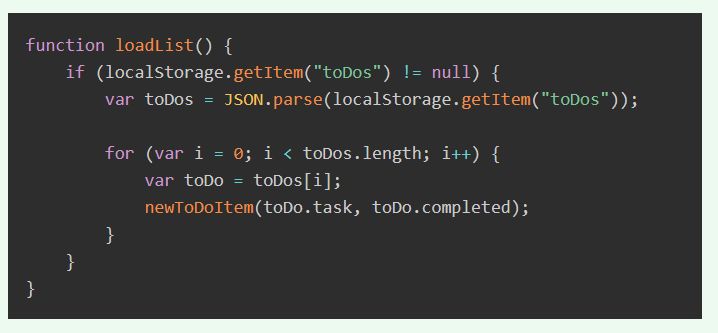 function loadList() {
    if (localStorage.getItem("toDos") != null) {
        var toDos = JSON.parse(localStorage.getItem("toDos"));

        for (var i = 0; i < toDos.length; i++) {
            var toDo = toDos[i];
            newToDoItem(toDo.task, toDo.completed);
        }
    }
}